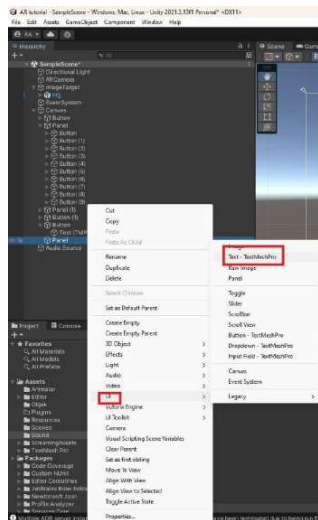 AR tutorial - SampleScene - Windows, Mac, Linux - Unity 2021.3.15f1 Personal* <DX11>
File Edit Assets GameObject Component Window Help
Hierarchy
Scene
SampleScene*
Directional Light
ARCamera
ImageTarget
EventSystem
Canvas
Button
Panel
Button
Button (1)
Button (2)
Button (3)
Button (4)
Button (5)
Button (6)
Button (7)
Button (8)
Button (9)
Panel (1)
Button (1)
Button
Text (TMP)
Panel
Audio Source
Cut
Copy
Paste
Paste As Child
Rename
Duplicate
Delete
Select Children
Set as Default Parent
Create Empty
Create Empty Parent
3D Object
Effects
Light
Audio
Video
UI
Vuforia Engine
UI Toolkit
Camera
Visual Scripting Scene Variables
Clear Parent
Set as first sibling
Move To View
Align With View
Align View to Selected
Toggle Active State
Properties...
Text - TextMeshPro
Raw Image
Panel
Toggle
Slider
Scrollbar
Scroll View
Button - TextMeshPro
Dropdown - TextMeshPro
Input Field - TextMeshPro
Canvas
Event System
Legacy
Project Console
Favorites
All Materials
All Models
All Prefabs
Assets
Animator
Editor
Plugins
Resources
Scenes
Sound
StreamingAssets
TextMesh Pro
Packages
Code Coverage
Custom NUnit
Editor Coroutines
JetBrains Rider Editor
Newtonsoft Json
Profile Analyzer